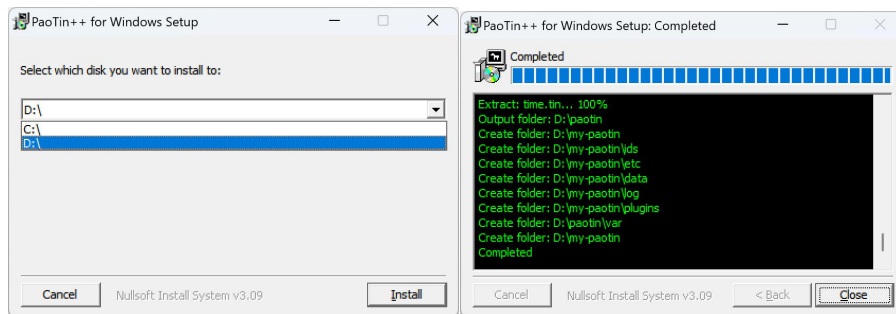 PaoTin++ for Windows Setup
Select which disk you want to install to:
D:\
C:\
D:\
Cancel
Nullsoft Install System v3.09
Install
PaoTin++ for Windows Setup: Completed
Completed
Extract: time.tin... 100%
Output folder: D:\paotin
Create folder: D:\my-paotin
Create folder: D:\my-paotin\ids
Create folder: D:\my-paotin\etc
Create folder: D:\my-paotin\data
Create folder: D:\my-paotin\log
Create folder: D:\my-paotin\plugins
Create folder: D:\paotin\var
Create folder: D:\my-paotin
Completed
Cancel
Nullsoft Install System v3.09
< Back
Close